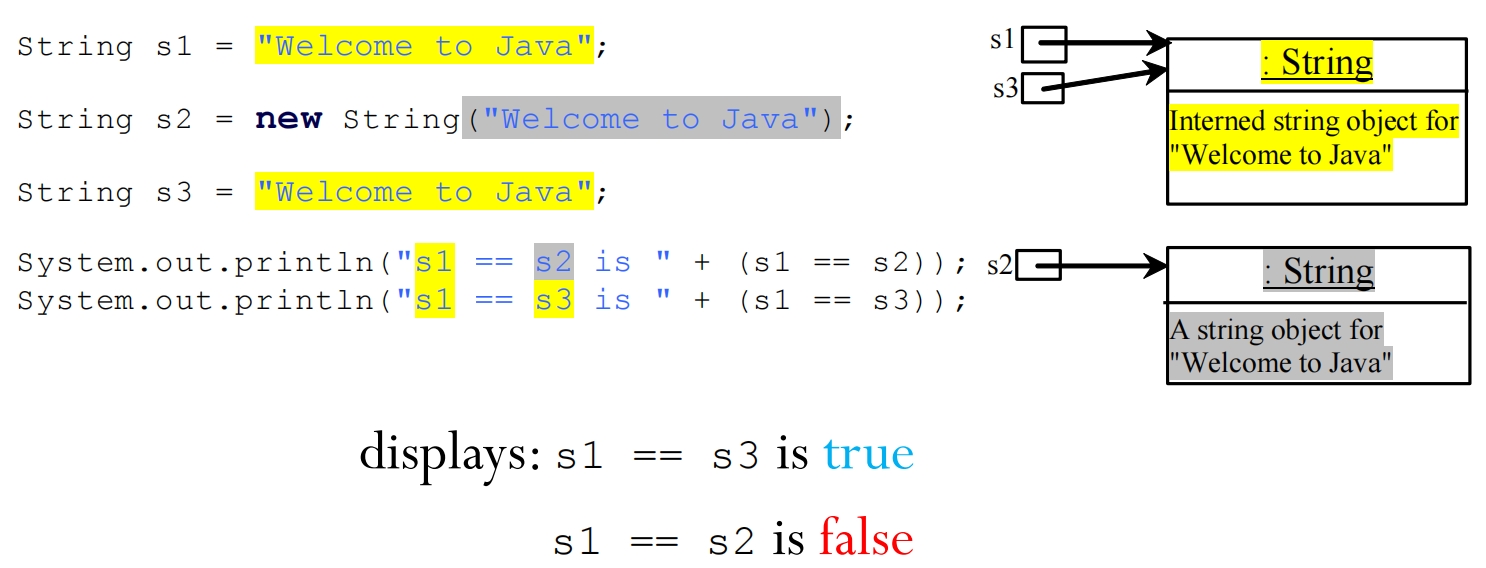 String s1 = "Welcome to Java";
String s2 = new String("Welcome to Java");
String s3 = "Welcome to Java";
System.out.println("s1 == s2 is " + (s1 == s2));
System.out.println("s1 == s3 is " + (s1 == s3));
s1
s3
: String
Interned string object for
"Welcome to Java"
s2
: String
A string object for
"Welcome to Java"
displays: s1 == s3 is true
s1 == s2 is false